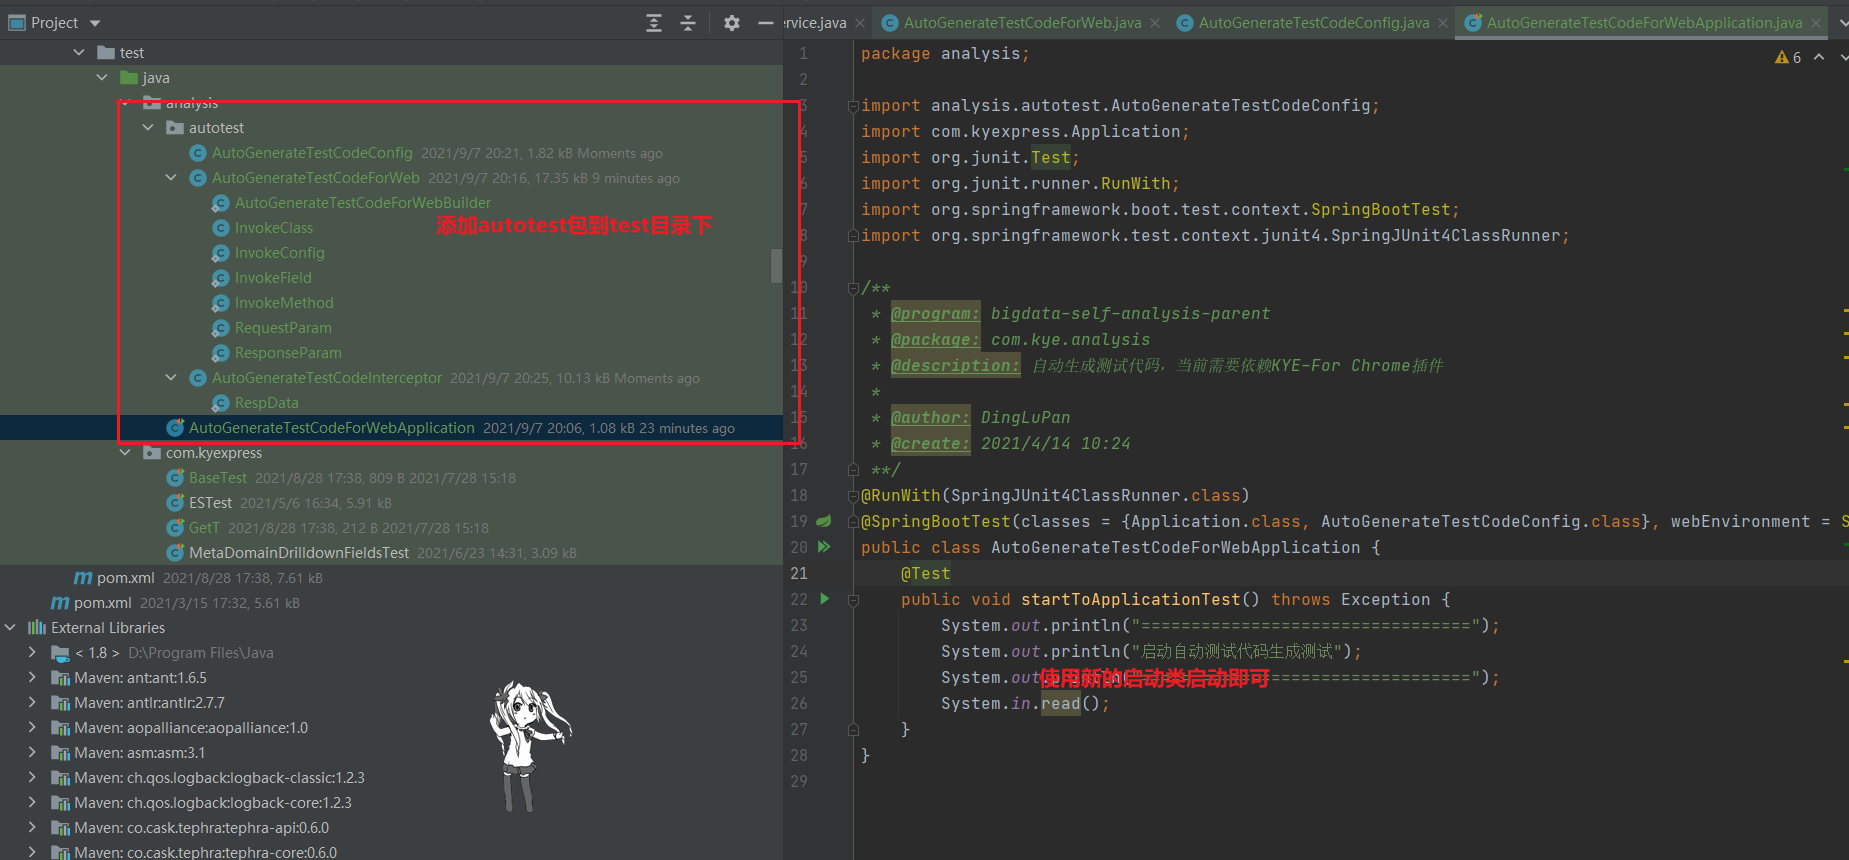 Project
test
java
analysis
autotest
AutoGenerateTestCodeConfig 2021/9/7 20:21, 1.82 kB Moments ago
AutoGenerateTestCodeForWeb 2021/9/7 20:16, 17.35 kB 9 minutes ago
AutoGenerateTestCodeForWebBuilder
InvokeClass
添加autotest包到test目录下
InvokeConfig
InvokeField
InvokeMethod
RequestParam
ResponseParam
AutoGenerateTestCodeInterceptor 2021/9/7 20:25, 10.13 kB Moments ago
RespData
AutoGenerateTestCodeForWebApplication 2021/9/7 20:06, 1.08 kB 23 minutes ago
com.kyexpress
BaseTest 2021/8/28 17:38, 809 B 2021/7/28 15:18
ESTest 2021/5/6 16:34, 5.91 kB
GetT 2021/8/28 17:38, 212 B 2021/7/28 15:18
MetaDomainDrilldownFieldsTest 2021/6/23 14:31, 3.09 kB
pom.xml 2021/8/28 17:38, 7.61 kB
pom.xml 2021/3/15 17:32, 5.61 kB
External Libraries
< 1.8 > D:\Program Files\Java
Maven: ant:ant:1.6.5
Maven: antlr:antlr:2.7.7
Maven: aopalliance:aopalliance:1.0
Maven: asm:asm:3.1
Maven: ch.qos.logback:logback-classic:1.2.3
Maven: ch.qos.logback:logback-core:1.2.3
Maven: co.cask.tephra:tephra-api:0.6.0
Maven: co.cask.tephra:tephra-core:0.6.0
ervice.java AutoGenerateTestCodeForWeb.java AutoGenerateTestCodeConfig.java AutoGenerateTestCodeForWebApplication.java
6
1 package analysis;
2
3 import analysis.autotest.AutoGenerateTestCodeConfig;
4 import com.kyexpress.Application;
5 import org.junit.Test;
6 import org.junit.runner.RunWith;
7 import org.springframework.boot.test.context.SpringBootTest;
8 import org.springframework.test.context.junit4.SpringJUnit4ClassRunner;
9
10 /**
11 * @program: bigdata-self-analysis-parent
12 * @package: com.kye.analysis
13 * @description: 自动生成测试代码，当前需要依赖KYE-For Chrome插件
14 *
15 * @author: DingLuPan
16 * @create: 2021/4/14 10:24
17 **/
18 @RunWith(SpringJUnit4ClassRunner.class)
19 @SpringBootTest(classes = {Application.class, AutoGenerateTestCodeConfig.class}, webEnvironment = S
20 public class AutoGenerateTestCodeForWebApplication {
21 @Test
22 public void startToApplicationTest() throws Exception {
23 System.out.println("=================================");
24 System.out.println("启动自动测试代码生成测试");
25 System.out.println("=================================");
使用新的启动类启动即可
26 System.in.read();
27 }
28 }
29